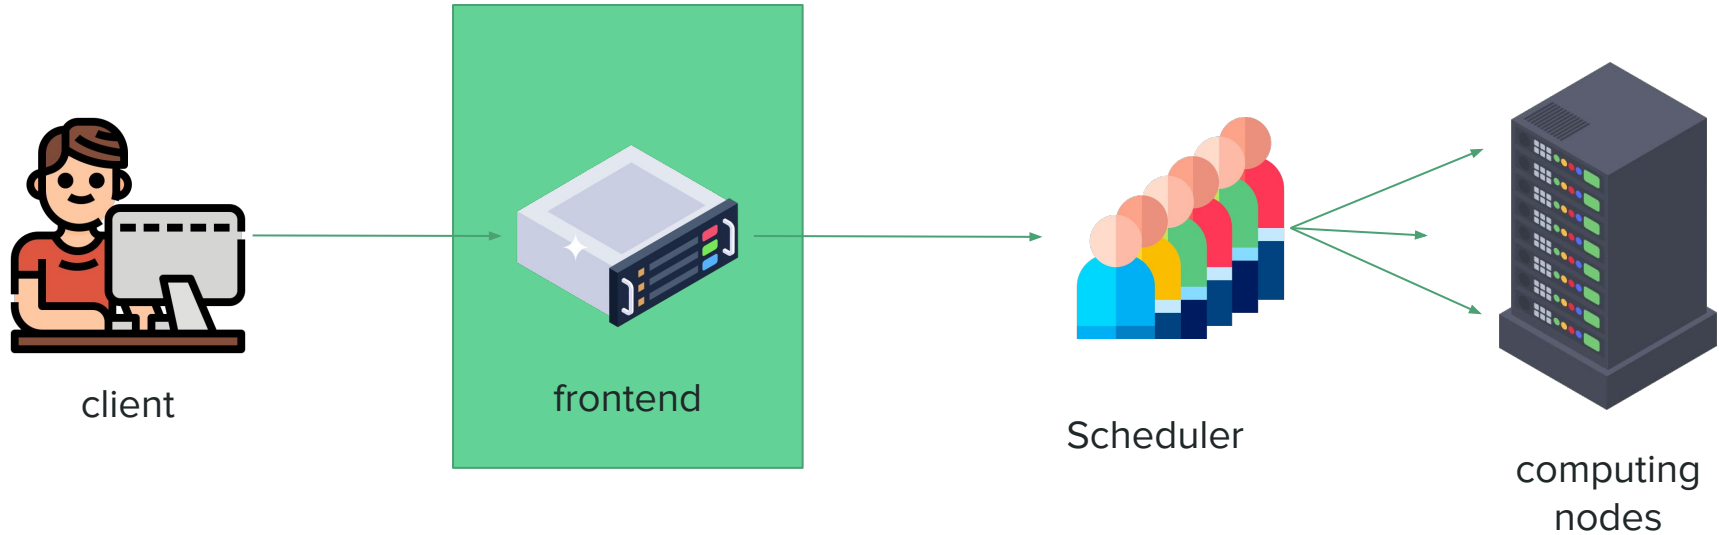 client
frontend
Scheduler
computing
nodes